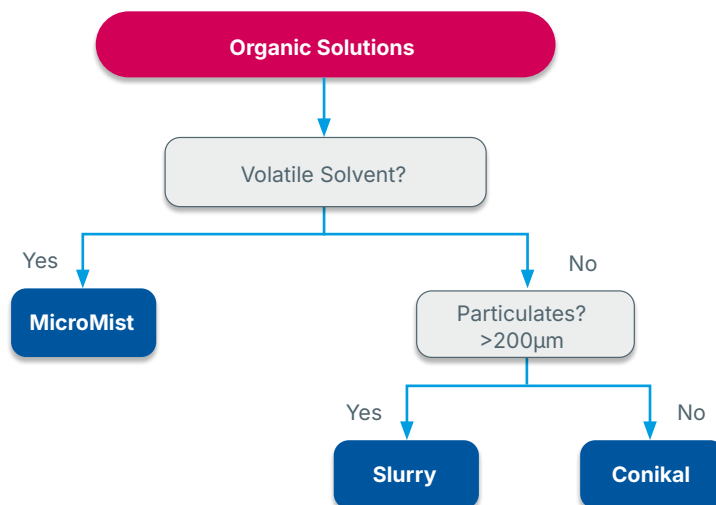 Organic Solutions
Volatile Solvent?
Yes
No
MicroMist
Particulates?
>200μm
Yes
No
Slurry
Conikal